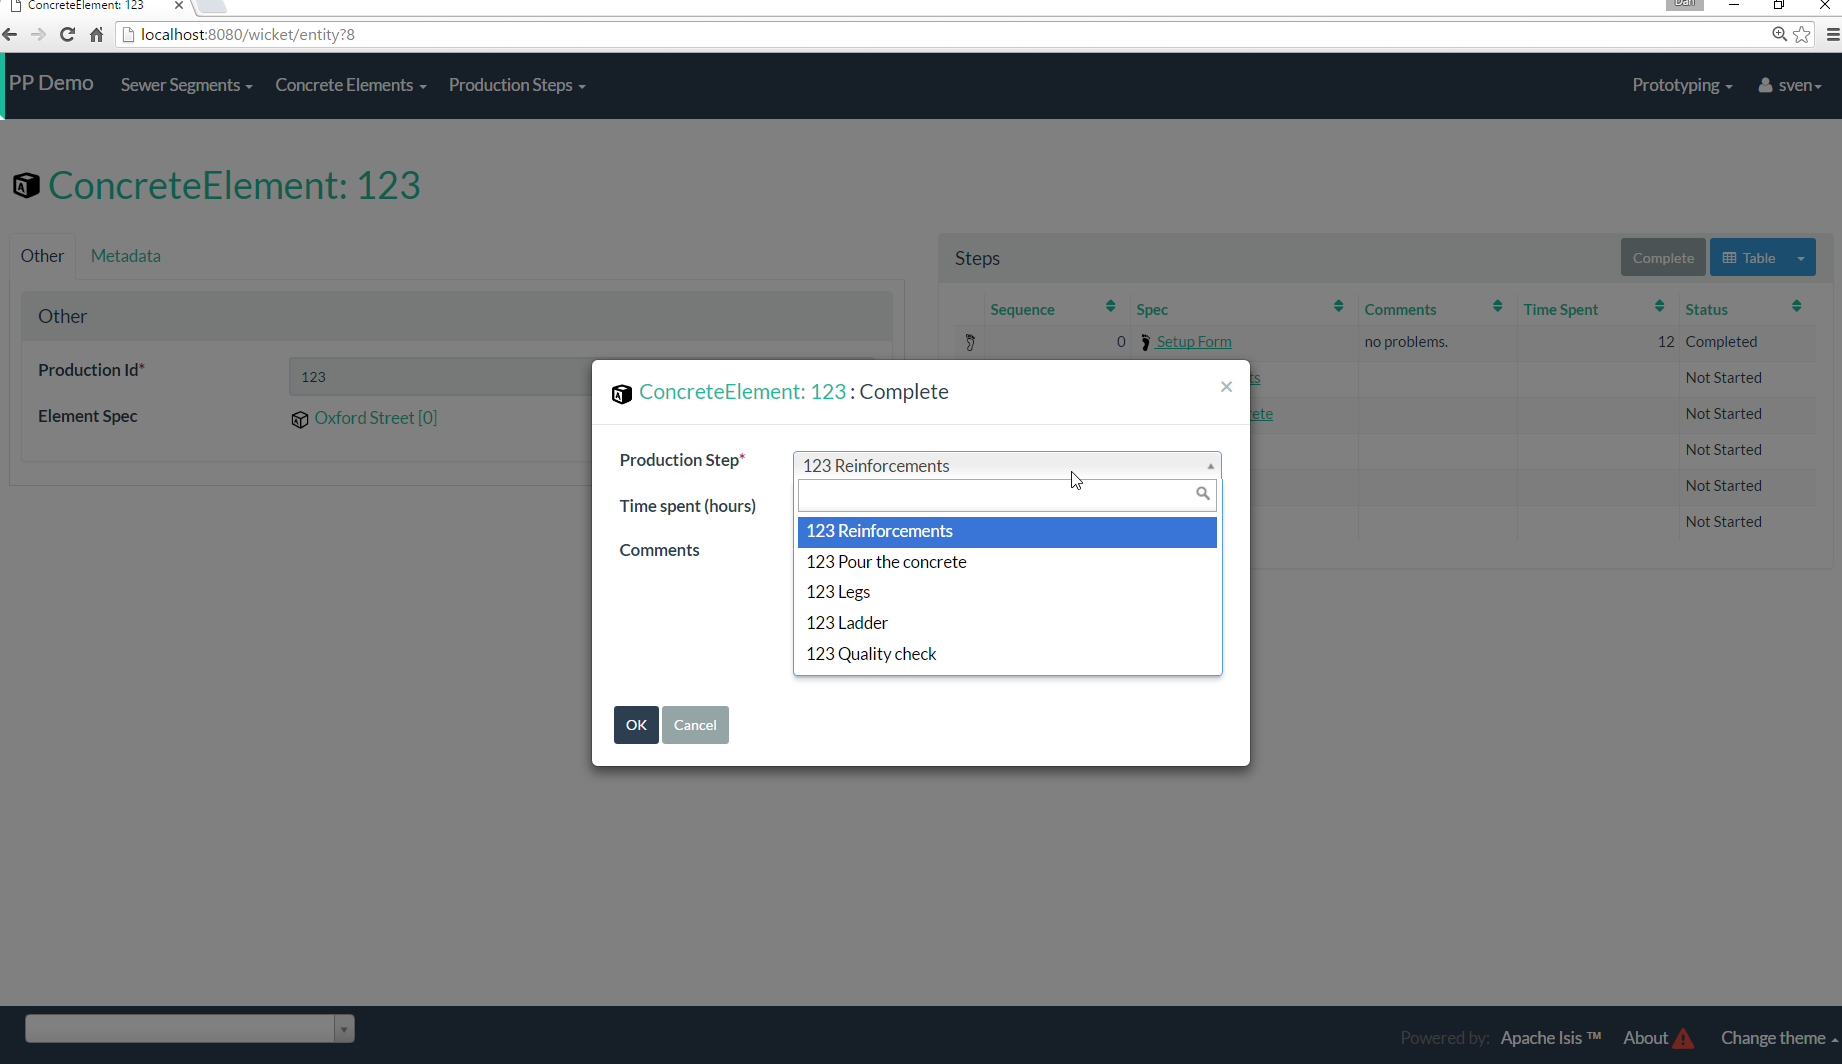 ConcreteElement: 123
Dan
localhost:8080/wicket/entity?8
PP Demo Sewer Segments Concrete Elements Production Steps Prototyping sven
ConcreteElement: 123
Other Metadata
Steps Complete Table
Other
Sequence Spec Comments Time Spent Status
0 Setup Form no problems. 12 Completed
Production Id* 123
ts Not Started
Element Spec Oxford Street [0]
ete Not Started
Not Started
Not Started
Not Started
ConcreteElement: 123 : Complete ×
Production Step* 123 Reinforcements
Time spent (hours)
Comments
123 Reinforcements
123 Pour the concrete
123 Legs
123 Ladder
123 Quality check
OK Cancel
Powered by: Apache Isis ™ About Change theme